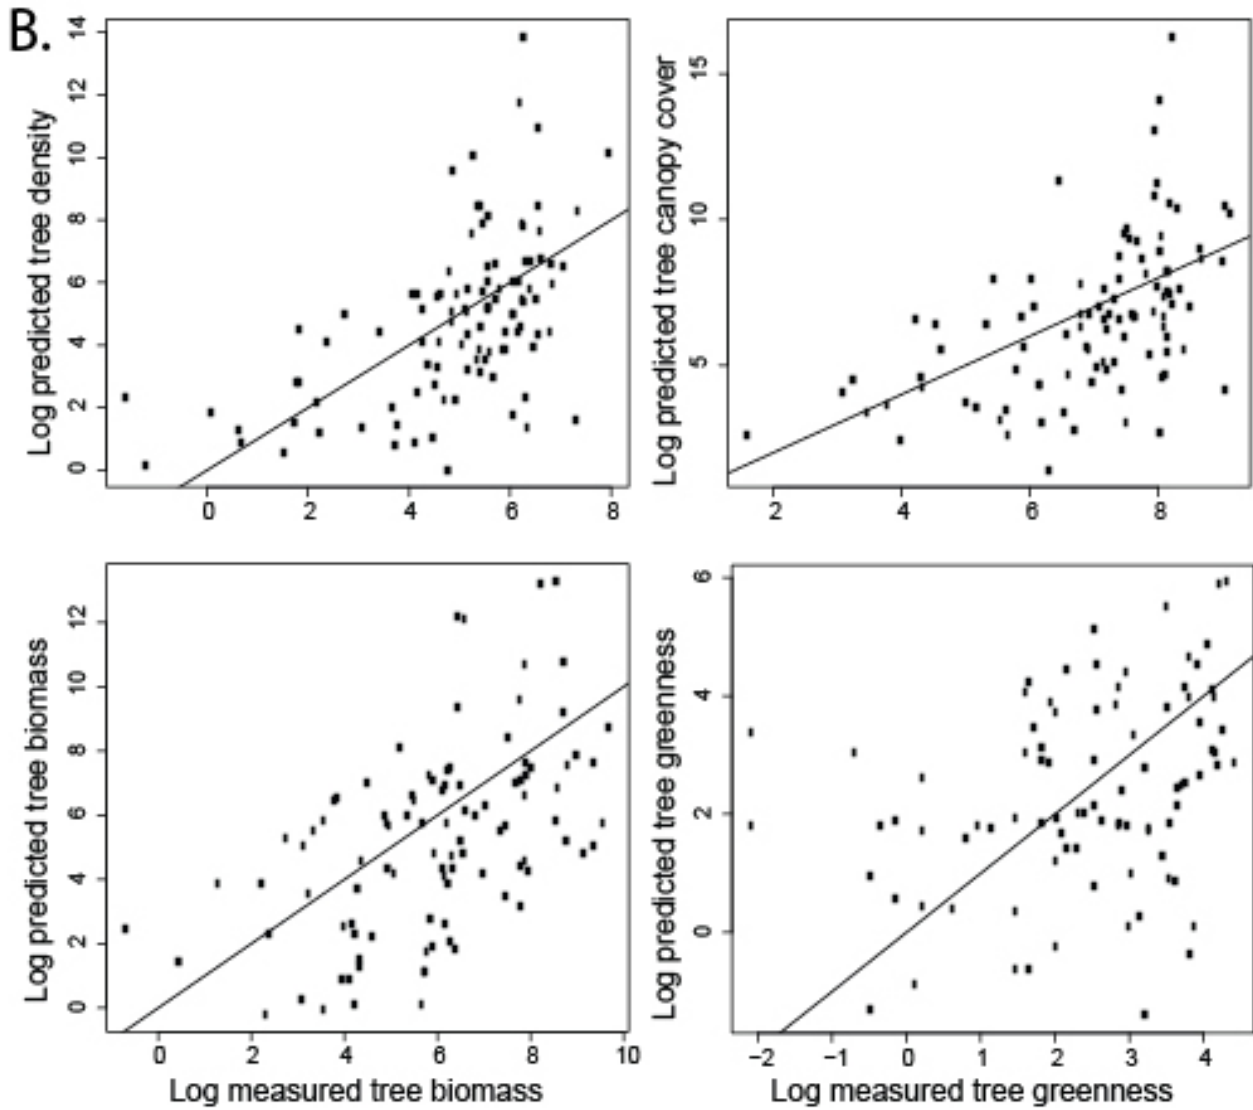 B.
Log predicted tree density
14
12
10
8
6
4
2
0
0 2 4 6 8
Log predicted tree canopy cover
15
10
5
2 4 6 8
Log predicted tree biomass
12
10
8
6
4
2
0
0 2 4 6 8 10
Log measured tree biomass
Log predicted tree greenness
6
4
2
0
−2 −1 0 1 2 3 4
Log measured tree greenness